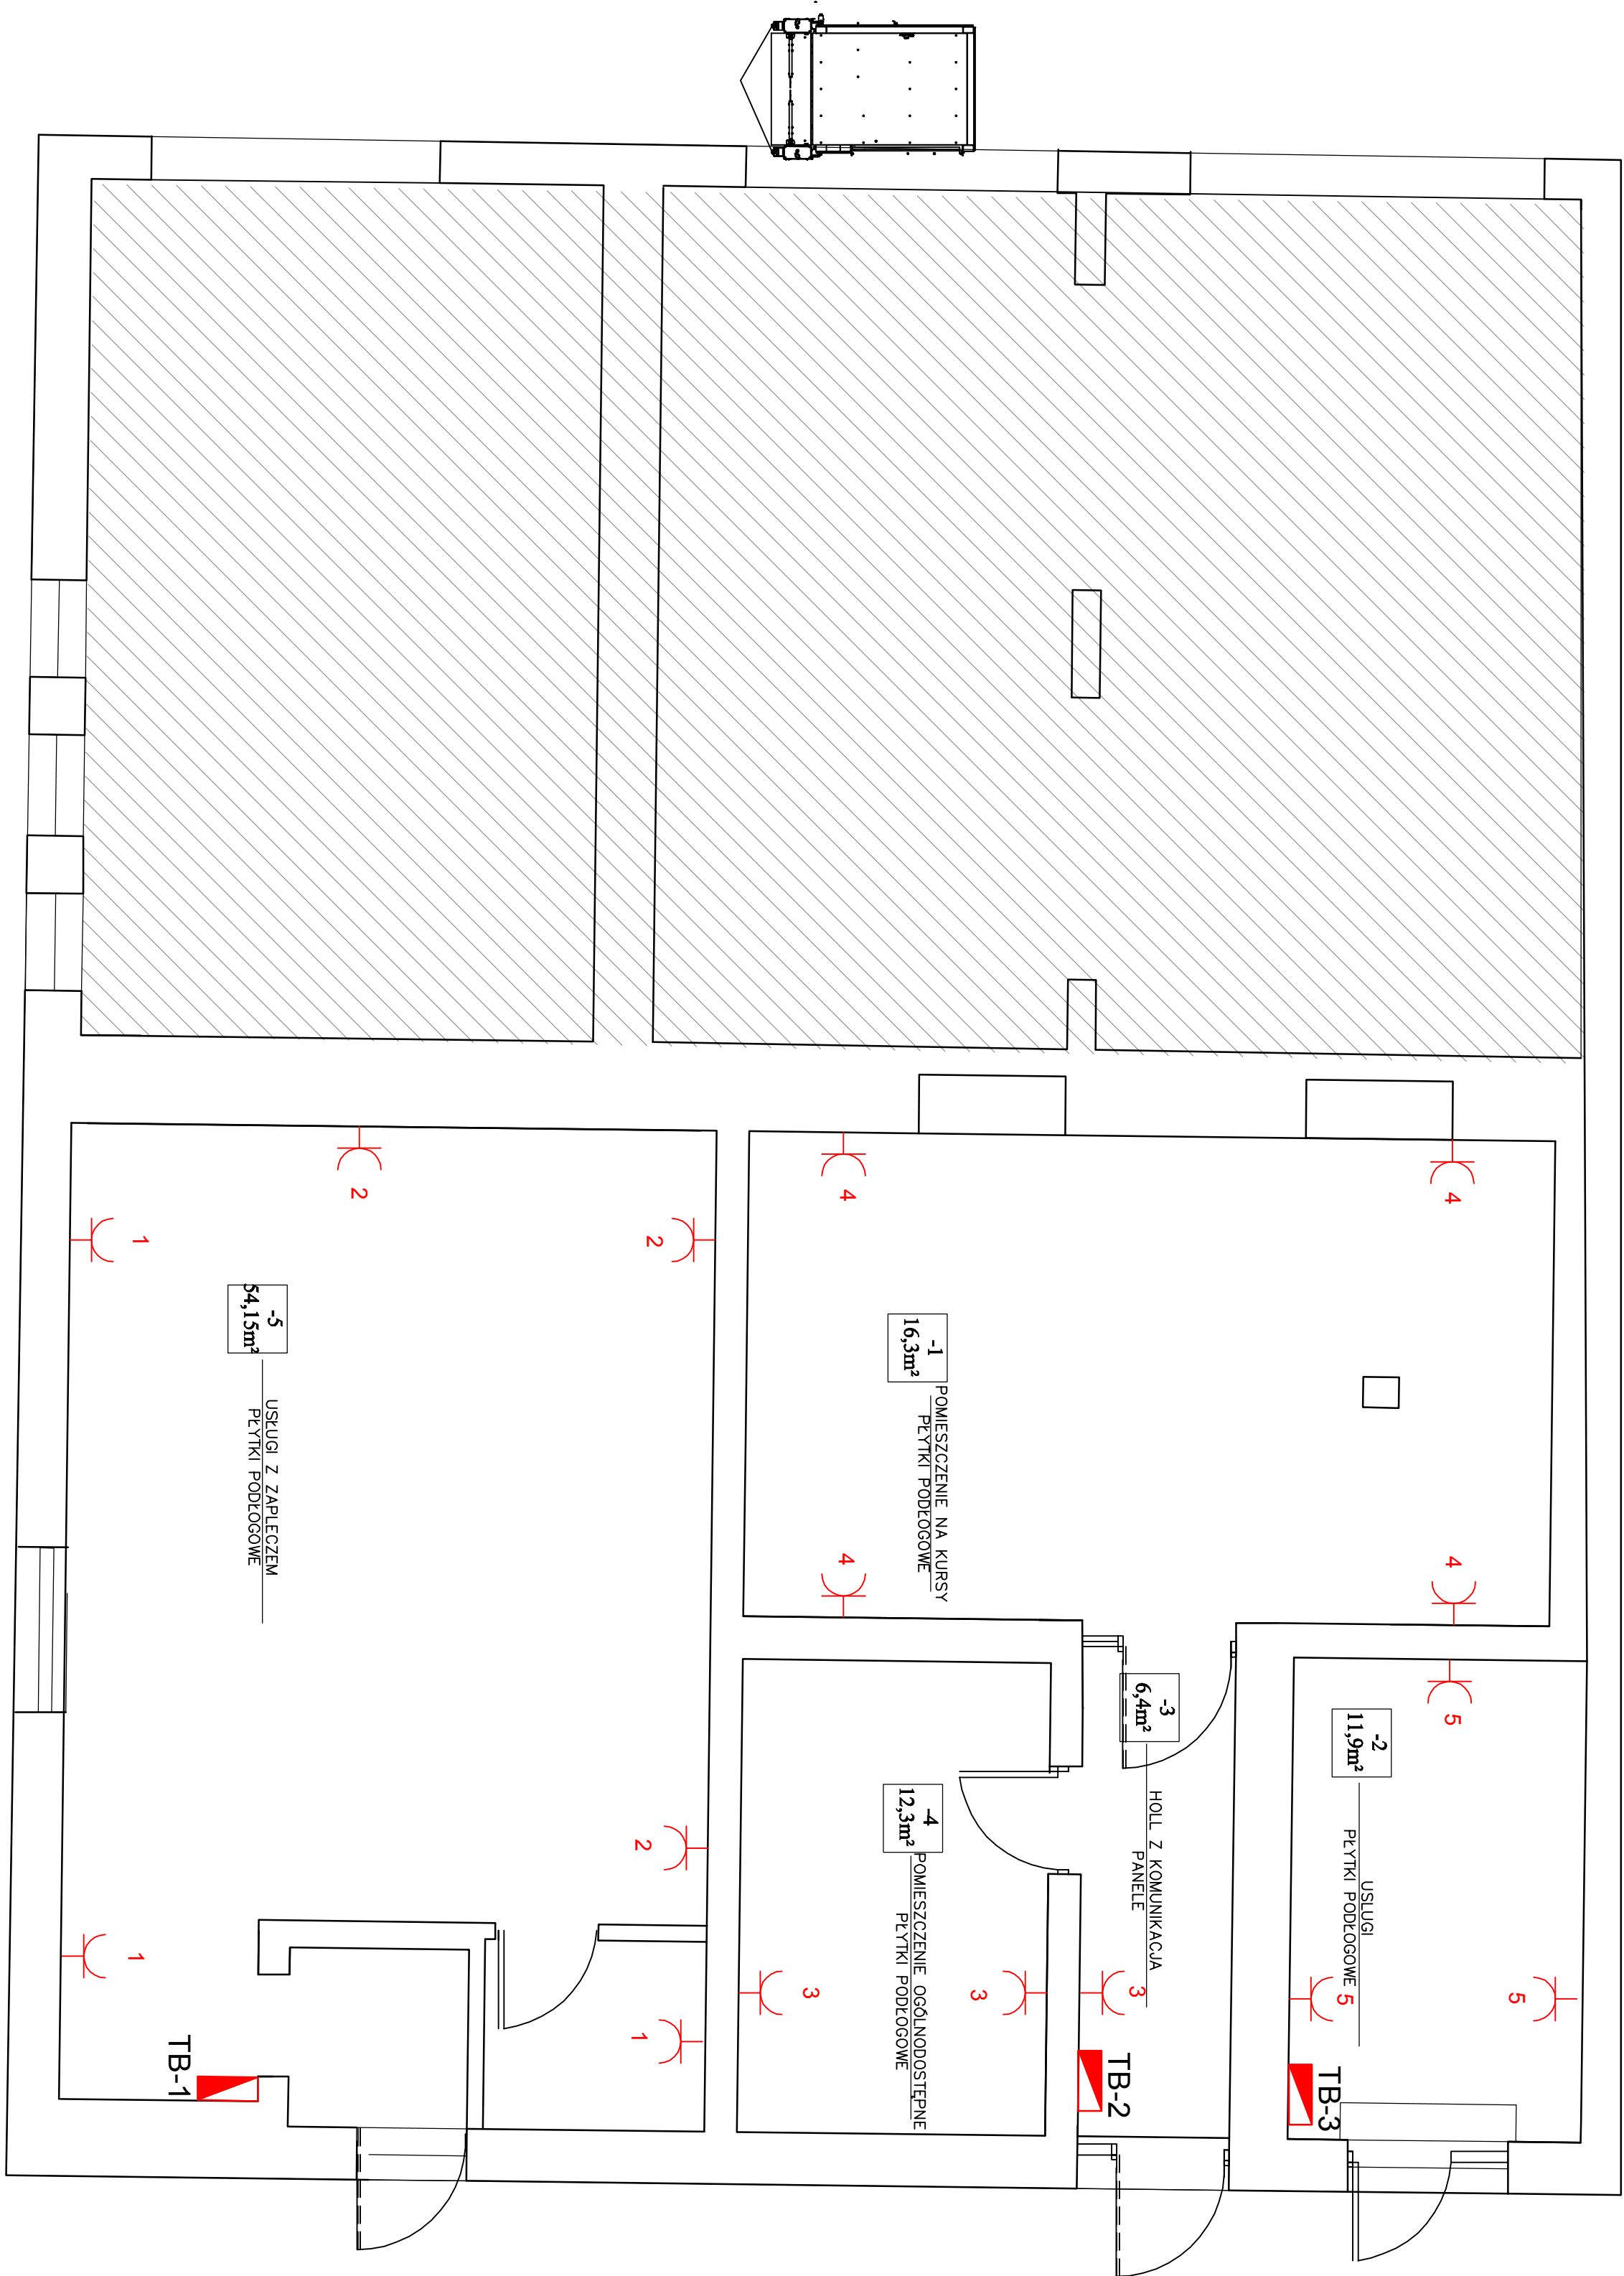 2
4
4
1
2
-5
54,15m²
USŁUGI Z ZAPLECZEM
PŁYTKI PODŁOGOWE
-1
16,3m²
POMIESZCZENIE NA KURSY
PŁYTKI PODŁOGOWE
4
4
-3
6,4m²
HOLL Z KOMUNIKACJA
PANELE
5
-2
11,9m²
USLUGI
PŁYTKI PODŁOGOWE
-4
12,3m²
POMIESZCZENIE OGÓLNODOSTĘPNE
PŁYTKI PODŁOGOWE
2
1
1
3
3
3
5
5
TB-1
TB-2
TB-3